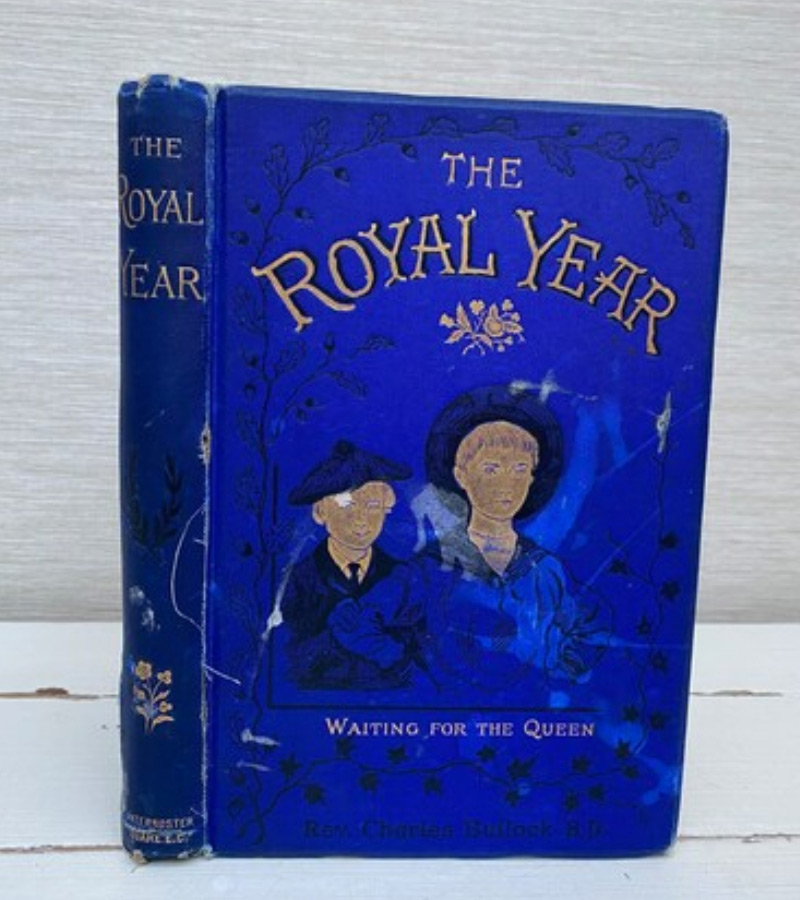 THE
ROYAL
YEAR
PATERNOSTER
SQUARE.E.C.
THE
ROYAL YEAR
WAITING FOR THE QUEEN
Rev. Charles Bullock B.D.